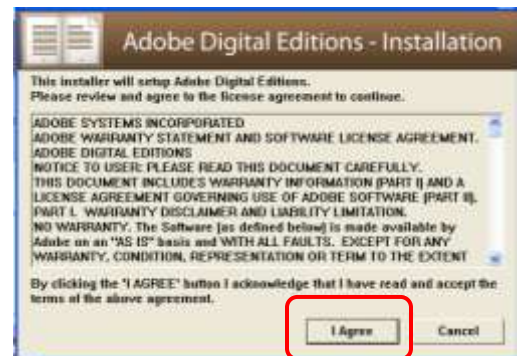 Adobe Digital Editions - Installation
This installer will setup Adobe Digital Editions.
Please review and agree to the license agreement to continue.
ADOBE SYSTEMS INCORPORATED
ADOBE WARRANTY STATEMENT AND SOFTWARE LICENSE AGREEMENT.
ADOBE DIGITAL EDITIONS
NOTICE TO USER: PLEASE READ THIS DOCUMENT CAREFULLY.
THIS DOCUMENT INCLUDES WARRANTY INFORMATION (PART I) AND A
LICENSE AGREEMENT GOVERNING USE OF ADOBE SOFTWARE (PART II).
PART I. WARRANTY DISCLAIMER AND LIABILITY LIMITATION.
NO WARRANTY. The Software (as defined below) is made available by
Adobe on an "AS IS" basis and WITH ALL FAULTS. EXCEPT FOR ANY
WARRANTY, CONDITION, REPRESENTATION OR TERM TO THE EXTENT
By clicking the "I AGREE" button I acknowledge that I have read and accept the
terms of the above agreement.
I Agree
Cancel